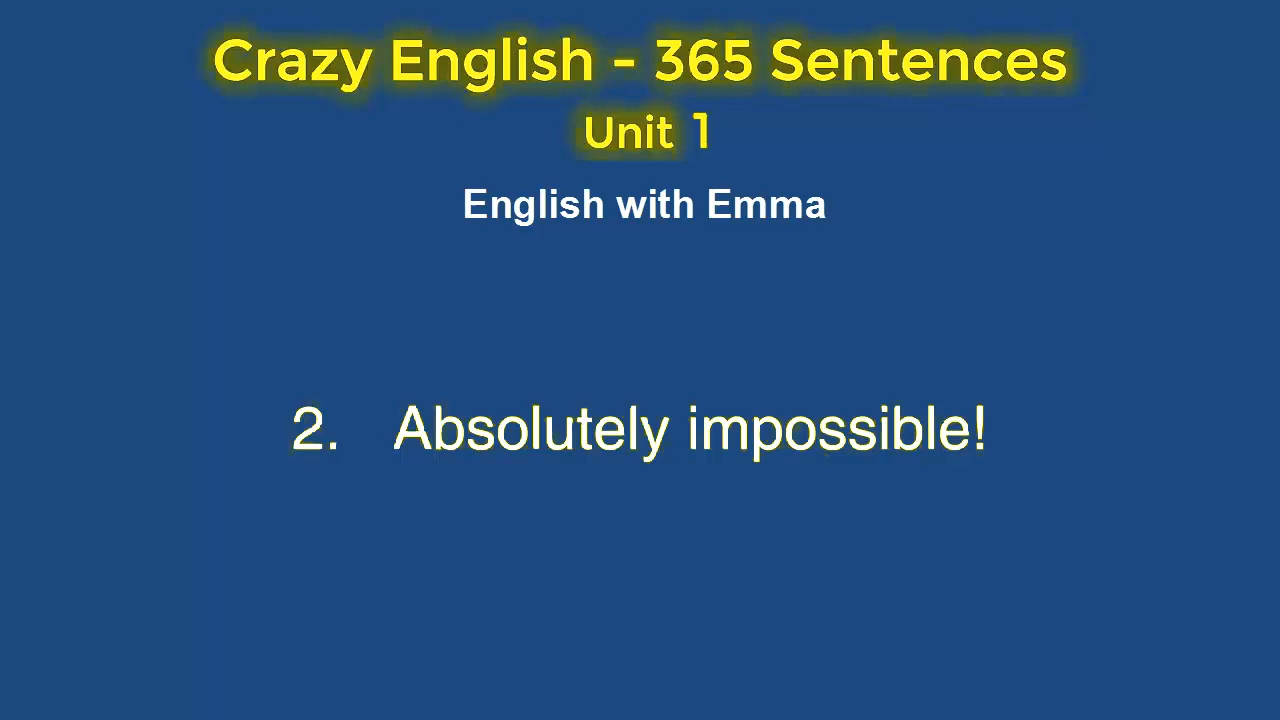 Crazy English - 365 Sentences
Unit 1
English with Emma
2. Absolutely impossible!